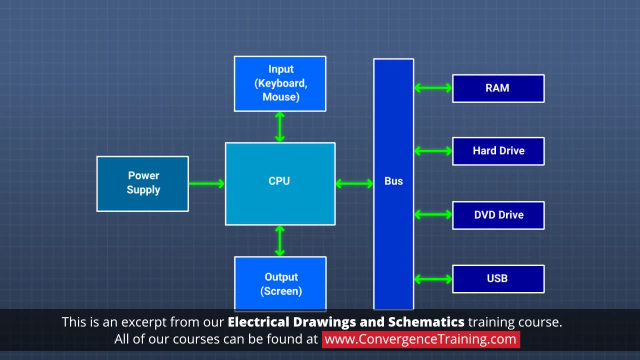 Input
(Keyboard,
Mouse)
RAM
Hard Drive
Power
Supply
CPU
Bus
DVD Drive
Output
(Screen)
USB
This is an excerpt from our Electrical Drawings and Schematics training course.
All of our courses can be found at www.ConvergenceTraining.com